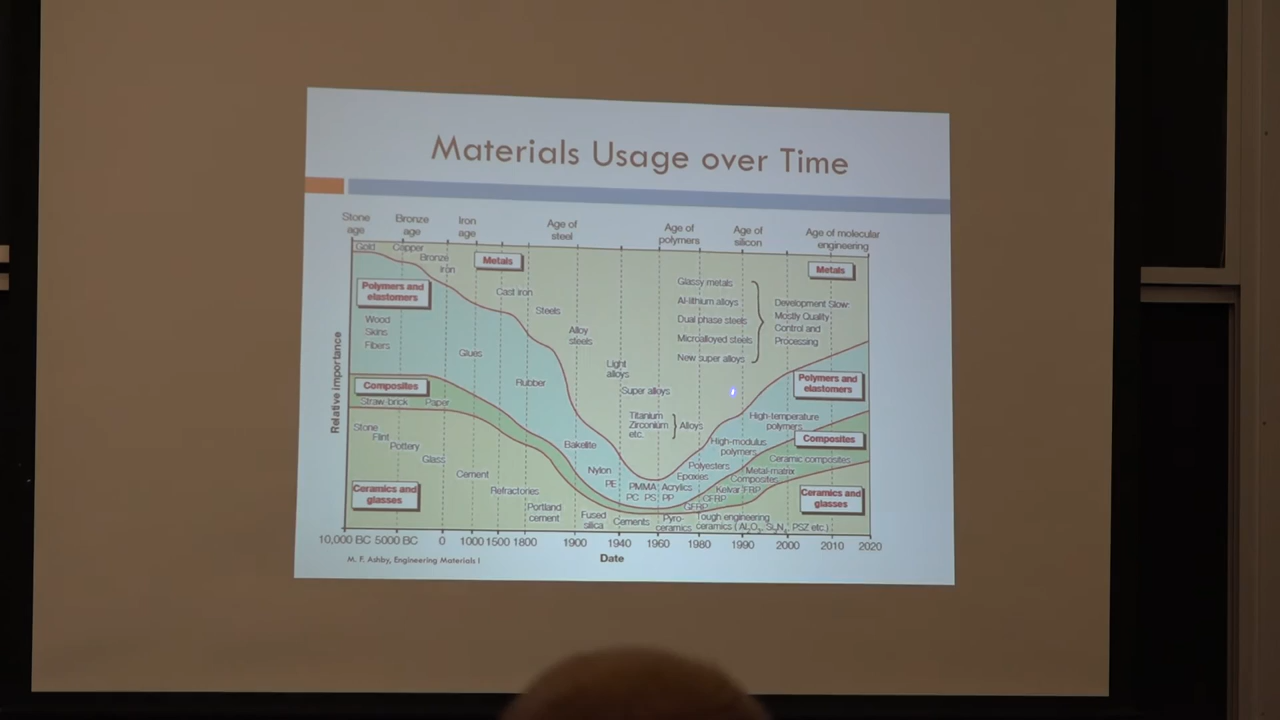 Materials Usage over Time
Stone age
Bronze age
Iron age
Age of steel
Age of polymers
Age of silicon
Age of molecular engineering
Gold
Copper
Bronze
Iron
Metals
Metals
Polymers and elastomers
Wood
Skins
Fibers
Glues
Cast iron
Steels
Alloy steels
Light alloys
Super alloys
Titanium
Zirconium
etc.
Alloys
Glassy metals
Al-lithium alloys
Dual phase steels
Microalloyed steels
New super alloys
Development Slow:
Mostly Quality
Control and
Processing
Rubber
Composites
Straw-brick
Paper
Bakelite
Nylon
PE
PMMA
Acrylics
PC
PS
PP
Epoxies
Polyesters
High-modulus polymers
High-temperature polymers
Polymers and elastomers
Composites
Ceramic composites
Metal-matrix Composites
Kelvar FRP
CFRP
GFRP
Stone
Flint
Pottery
Glass
Cement
Refractories
Portland cement
Fused silica
Cements
Pyro-ceramics
Tough engineering
ceramics ( Al₂O₃, Si₃N₄, PSZ etc.)
Ceramics and glasses
Ceramics and glasses
Relative importance
10,000 BC
5000 BC
0
1000
1500
1800
1900
1940
1960
1980
1990
2000
2010
2020
Date
M. F. Ashby, Engineering Materials I